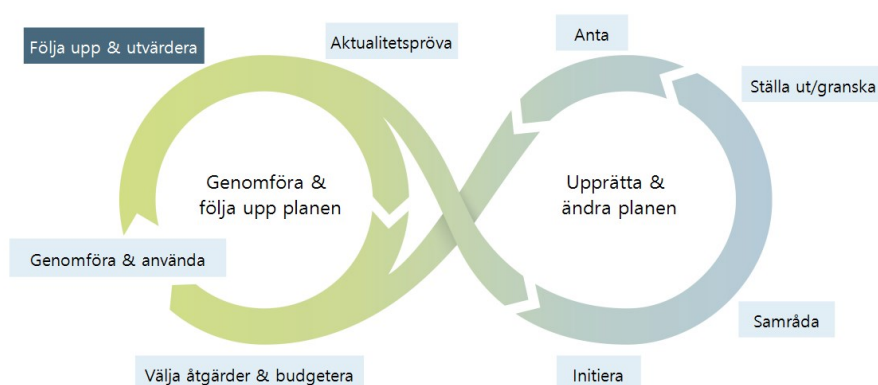 Följa upp & utvärdera
Aktualitetspröva
Anta
Ställa ut/granska
Genomföra &
följa upp planen
Upprätta &
ändra planen
Genomföra & använda
Samråda
Välja åtgärder & budgetera
Initiera